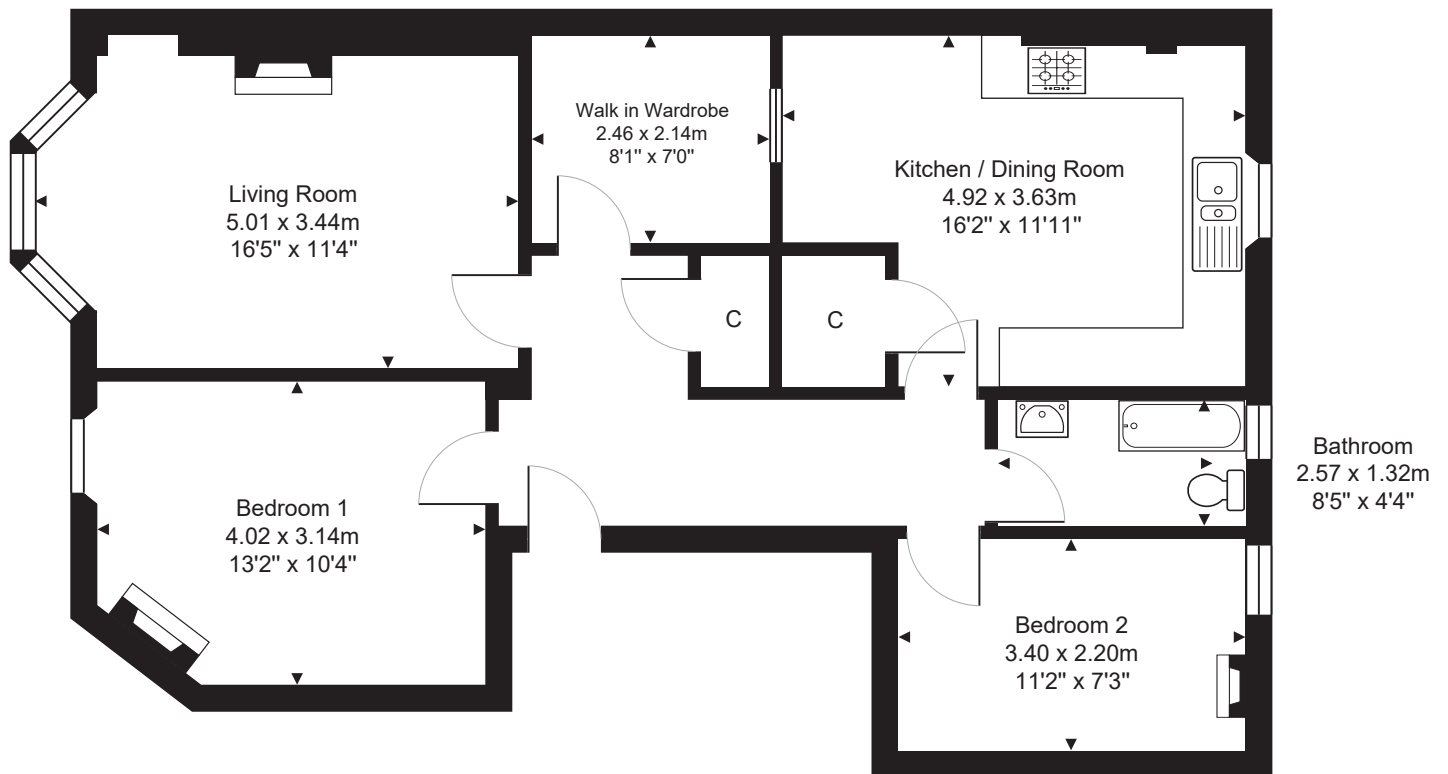 Walk in Wardrobe
2.46 x 2.14m
8'1" x 7'0"
Kitchen / Dining Room
4.92 x 3.63m
16'2" x 11'11"
Living Room
5.01 x 3.44m
16'5" x 11'4"
C
C
Bathroom
2.57 x 1.32m
8'5" x 4'4"
Bedroom 1
4.02 x 3.14m
13'2" x 10'4"
Bedroom 2
3.40 x 2.20m
11'2" x 7'3"